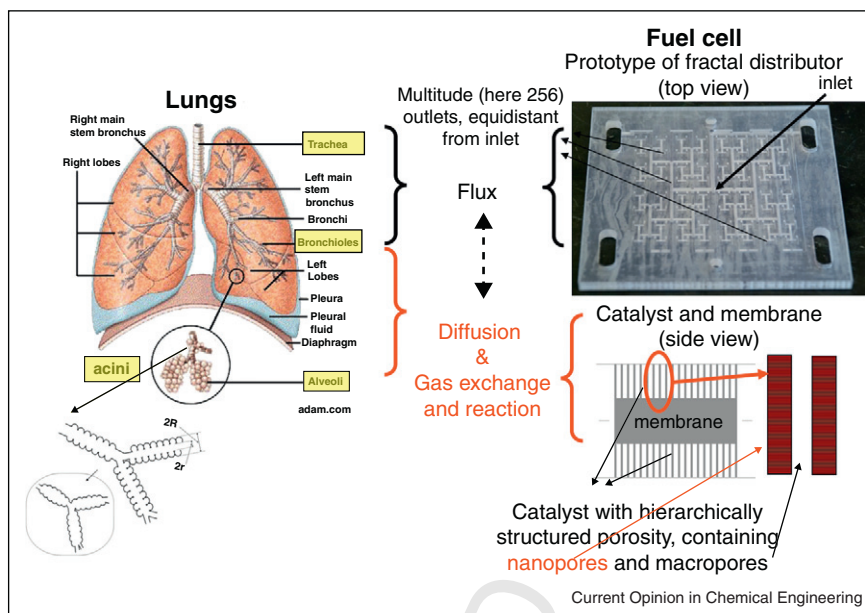 Lungs
Right main
stem bronchus
Right lobes
Trachea
Left main
stem bronchus
Bronchi
Bronchioles
Left
Lobes
Pleura
Pleural
fluid
Diaphragm
acini
Alveoli
adam.com
2R
2r
Multitude (here 256)
outlets, equidistant
from inlet
Flux
Diffusion
&
Gas exchange
and reaction
Fuel cell
Prototype of fractal distributor
(top view)
inlet
Catalyst and membrane
(side view)
membrane
Catalyst with hierarchically
structured porosity, containing
nanopores and macropores
Current Opinion in Chemical Engineering